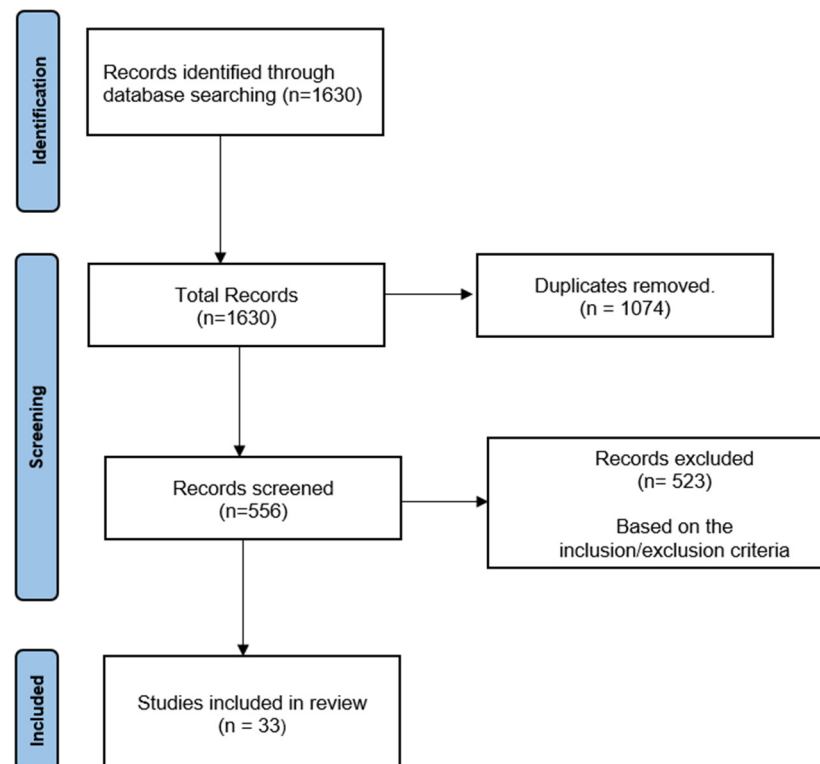 Identification
Records identified through
database searching (n=1630)
Screening
Total Records
(n=1630)
Duplicates removed.
(n = 1074)
Records screened
(n=556)
Records excluded
(n= 523)
Based on the
inclusion/exclusion criteria
Included
Studies included in review
(n = 33)